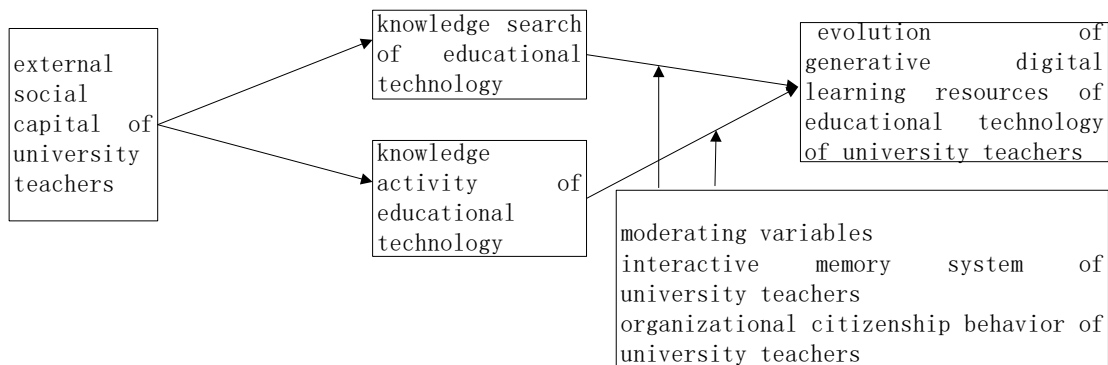 external
social
capital of
university
teachers
knowledge search
of educational
technology
knowledge
activity of
educational
technology
evolution of
generative digital
learning resources of
educational technology
of university teachers
moderating variables
interactive memory system of
university teachers
organizational citizenship behavior of
university teachers